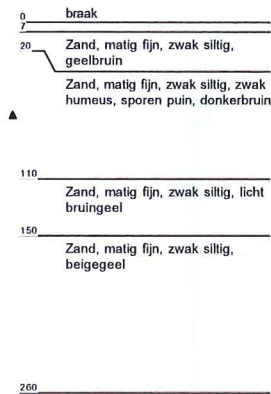 0 braak
7
20 Zand, matig fijn, zwak siltig,
geelbruin
Zand, matig fijn, zwak siltig, zwak
humeus, sporen puin, donkerbruin
110
Zand, matig fijn, zwak siltig, licht
bruingeel
150
Zand, matig fijn, zwak siltig,
beigegeel
260